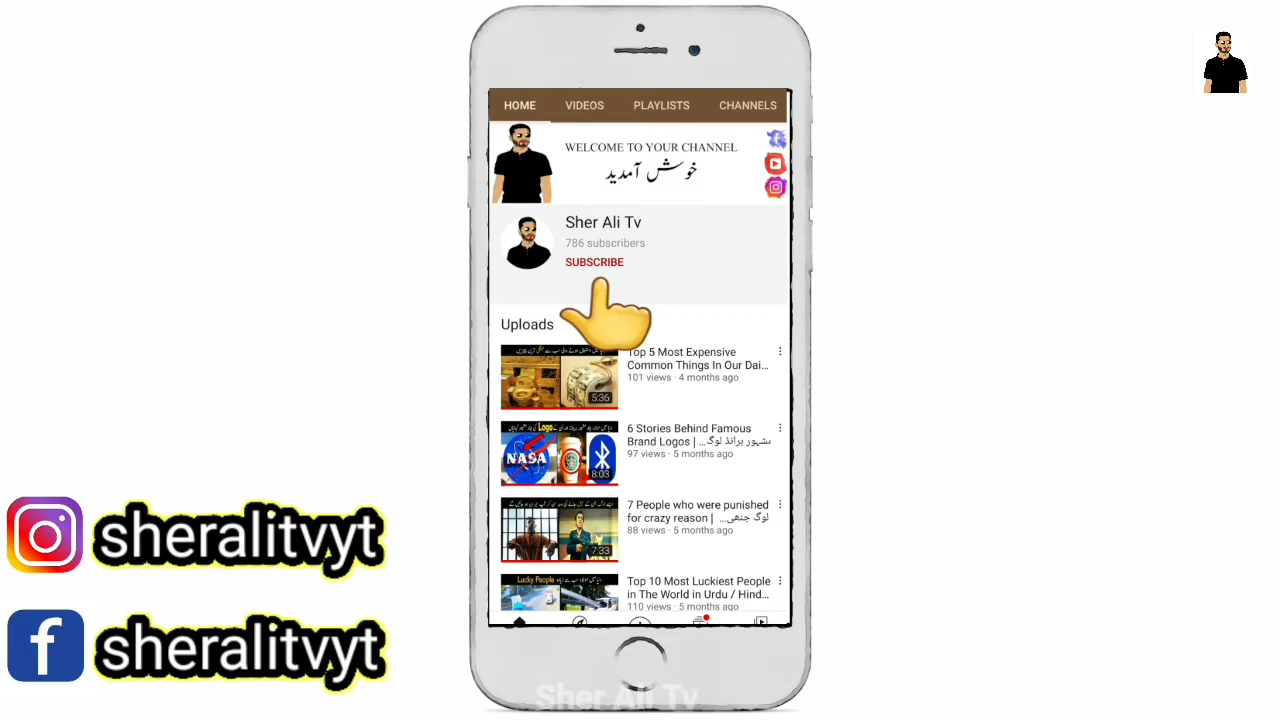 HOME VIDEOS PLAYLISTS CHANNELS
WELCOME TO YOUR CHANNEL
خوش آمدید
Sher Ali Tv
786 subscribers
SUBSCRIBE
Uploads
5:36
Top 5 Most Expensive
Common Things In Our Dai...
101 views · 4 months ago
Logo
NASA
8:03
6 Stories Behind Famous
Brand Logos | مشہور برانڈ لوگ...
97 views · 5 months ago
7:33
7 People who were punished
for crazy reason | لوگ جنھی...
88 views · 5 months ago
Lucky People
Top 10 Most Luckiest People
in The World in Urdu / Hind...
110 views · 5 months ago
sheralitvyt
sheralitvyt
Sher Ali Tv